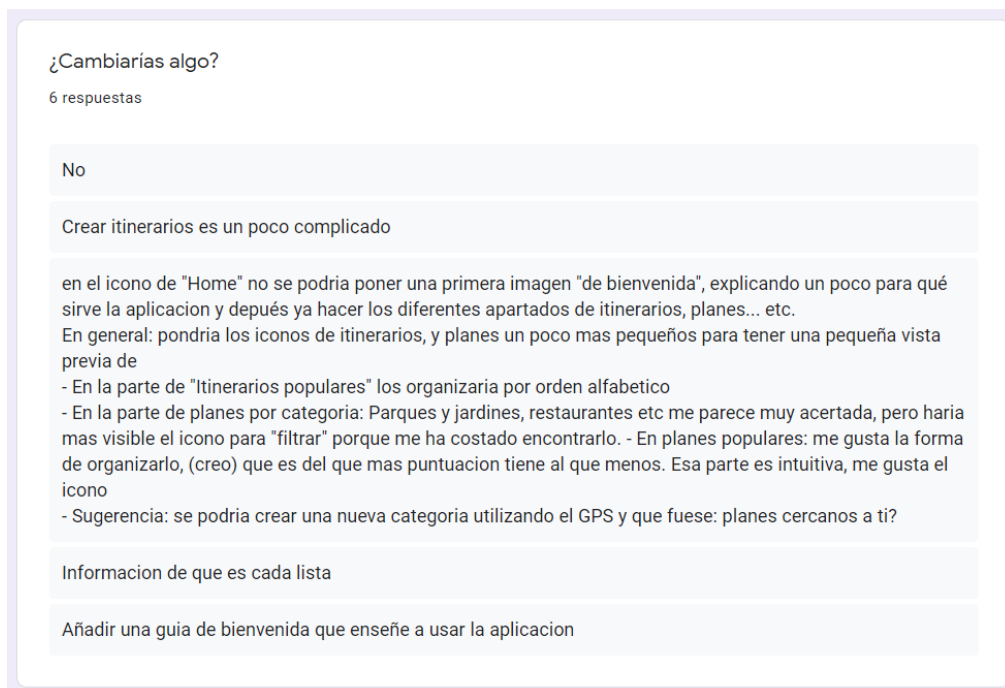 ¿Cambiarías algo?
6 respuestas
No
Crear itinerarios es un poco complicado
en el icono de "Home" no se podria poner una primera imagen "de bienvenida", explicando un poco para qué
sirve la aplicacion y depués ya hacer los diferentes apartados de itinerarios, planes... etc.
En general: pondria los iconos de itinerarios, y planes un poco mas pequeños para tener una pequeña vista
previa de
- En la parte de "Itinerarios populares" los organizaria por orden alfabetico
- En la parte de planes por categoria: Parques y jardines, restaurantes etc me parece muy acertada, pero haria
mas visible el icono para "filtrar" porque me ha costado encontrarlo. - En planes populares: me gusta la forma
de organizarlo, (creo) que es del que mas puntuacion tiene al que menos. Esa parte es intuitiva, me gusta el
icono
- Sugerencia: se podria crear una nueva categoria utilizando el GPS y que fuese: planes cercanos a ti?
Informacion de que es cada lista
Añadir una guia de bienvenida que enseñe a usar la aplicacion